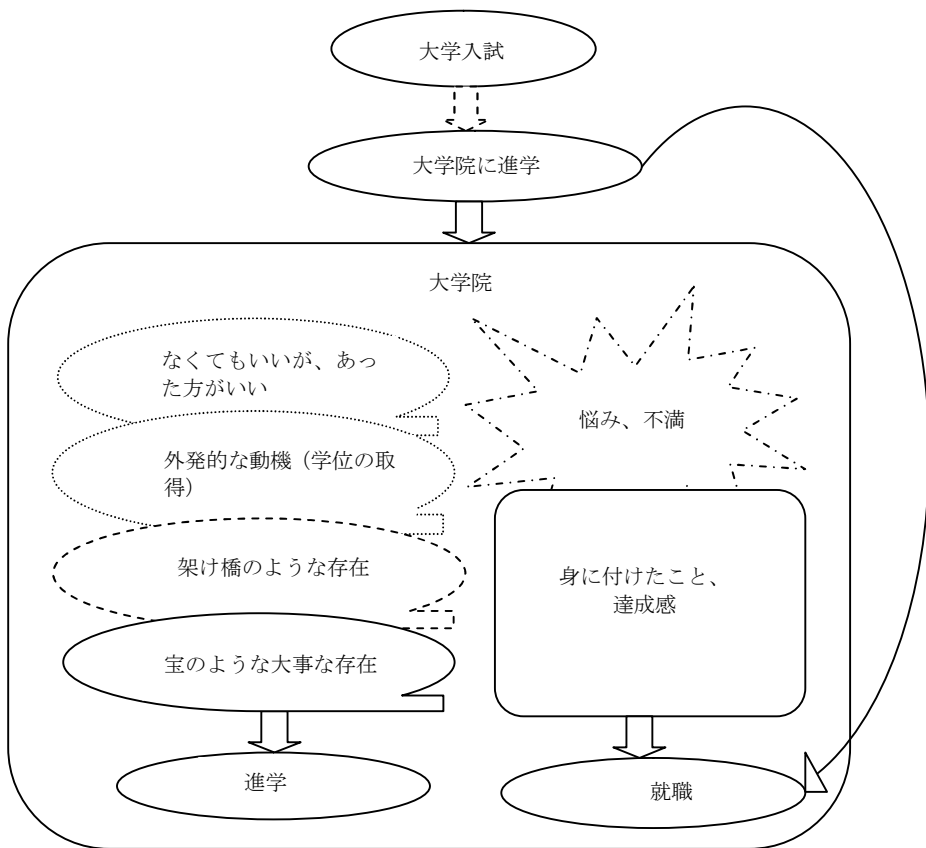 大学入試
大学院に進学
大学院
なくてもいいが、あっ
た方がいい
外発的な動機（学位の取
得）
架け橋のような存在
宝のような大事な存在
進学
悩み、不満
身に付けたこと、
達成感
就職